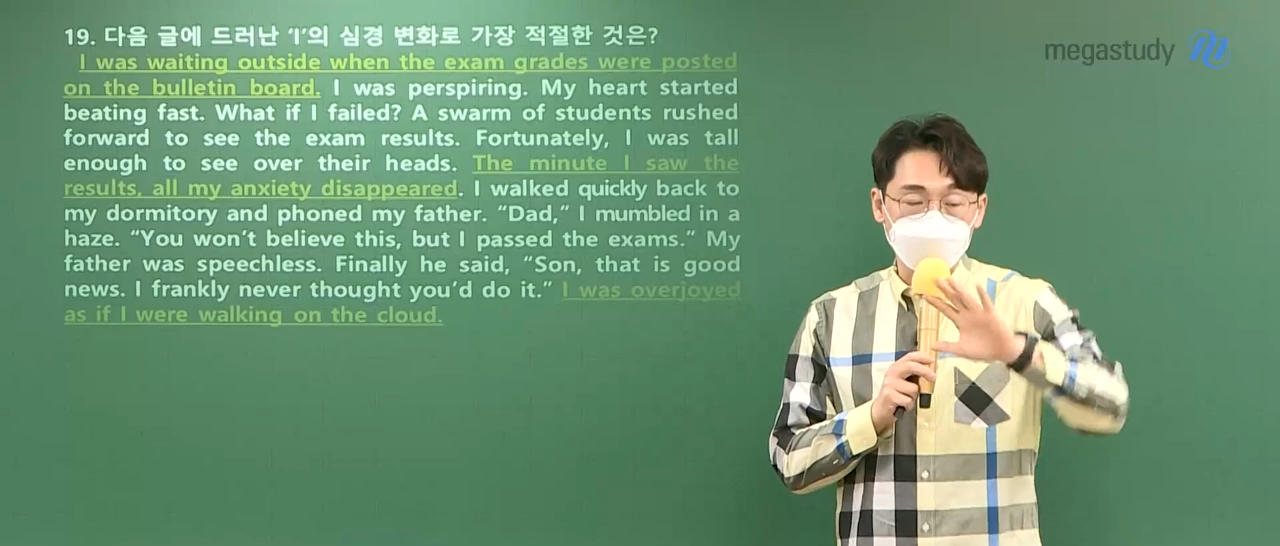 19. 다음 글에 드러난 ‘I’의 심경 변화로 가장 적절한 것은?
I was waiting outside when the exam grades were posted
on the bulletin board. I was perspiring. My heart started
beating fast. What if I failed? A swarm of students rushed
forward to see the exam results. Fortunately, I was tall
enough to see over their heads. The minute I saw the
results, all my anxiety disappeared. I walked quickly back to
my dormitory and phoned my father. “Dad,” I mumbled in a
haze. “You won’t believe this, but I passed the exams.” My
father was speechless. Finally he said, “Son, that is good
news. I frankly never thought you’d do it.” I was overjoyed
as if I were walking on the cloud.
megastudy